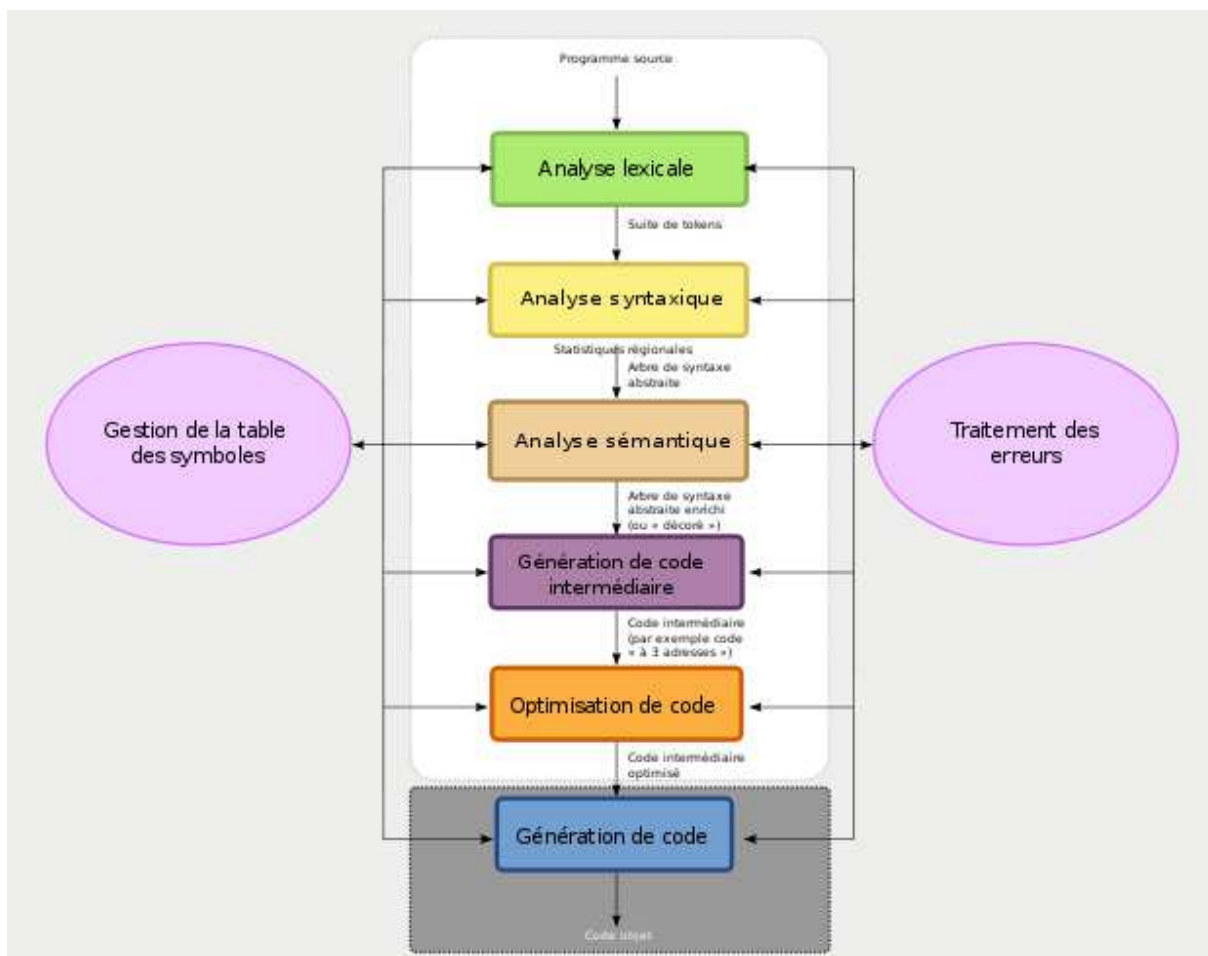 Programme source
Analyse lexicale
Suite de tokens
Analyse syntaxique
Statistiques régionales
Arbre de syntaxe
abstraite
Gestion de la table
des symboles
Analyse sémantique
Traitement des
erreurs
Arbre de syntaxe
abstraite enrichi
(ou « décoré »)
Génération de code
intermédiaire
Code intermédiaire
(par exemple code
« à 3 adresses »)
Optimisation de code
Code intermédiaire
optimisé
Génération de code
Code objet